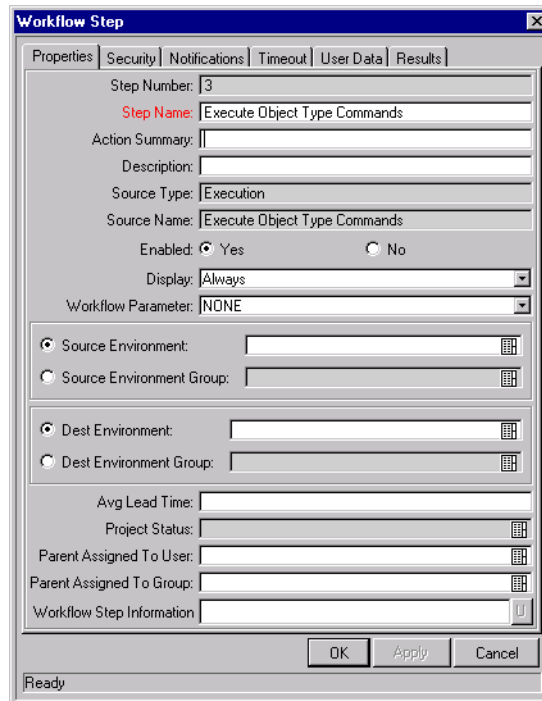 Workflow Step
Properties Security Notifications Timeout User Data Results
Step Number: 3
Step Name: Execute Object Type Commands
Action Summary:
Description:
Source Type: Execution
Source Name: Execute Object Type Commands
Enabled: Yes No
Display: Always
Workflow Parameter: NONE
Source Environment:
Source Environment Group:
Dest Environment:
Dest Environment Group:
Avg Lead Time:
Project Status:
Parent Assigned To User:
Parent Assigned To Group:
Workflow Step Information U
OK Apply Cancel
Ready